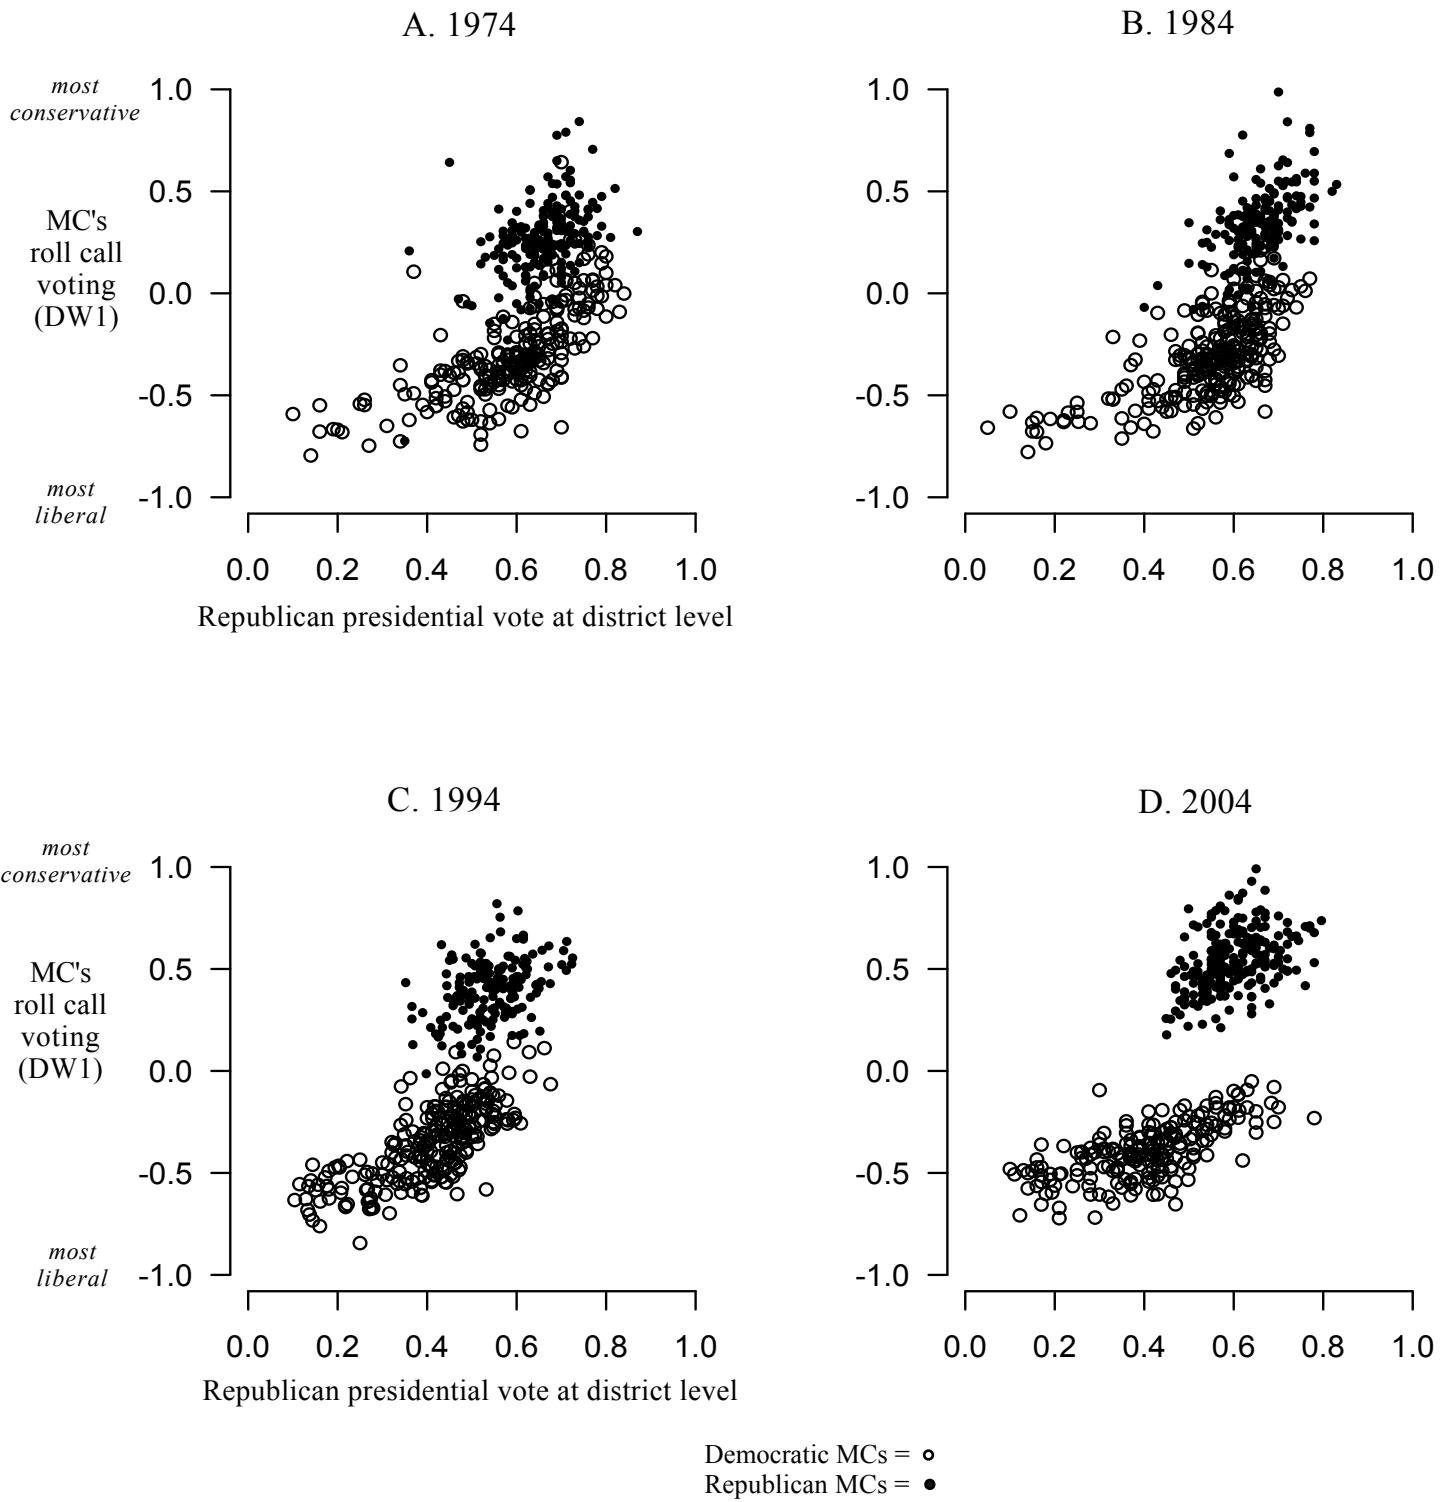 A. 1974
B. 1984
most
conservative
1.0
0.5
0.0
-0.5
-1.0
MC's
roll call
voting
(DW1)
most
liberal
0.0 0.2 0.4 0.6 0.8 1.0
Republican presidential vote at district level
1.0
0.5
0.0
-0.5
-1.0
0.0 0.2 0.4 0.6 0.8 1.0
C. 1994
D. 2004
most
conservative
1.0
0.5
0.0
-0.5
-1.0
MC's
roll call
voting
(DW1)
most
liberal
0.0 0.2 0.4 0.6 0.8 1.0
Republican presidential vote at district level
1.0
0.5
0.0
-0.5
-1.0
0.0 0.2 0.4 0.6 0.8 1.0
Democratic MCs =
Republican MCs =